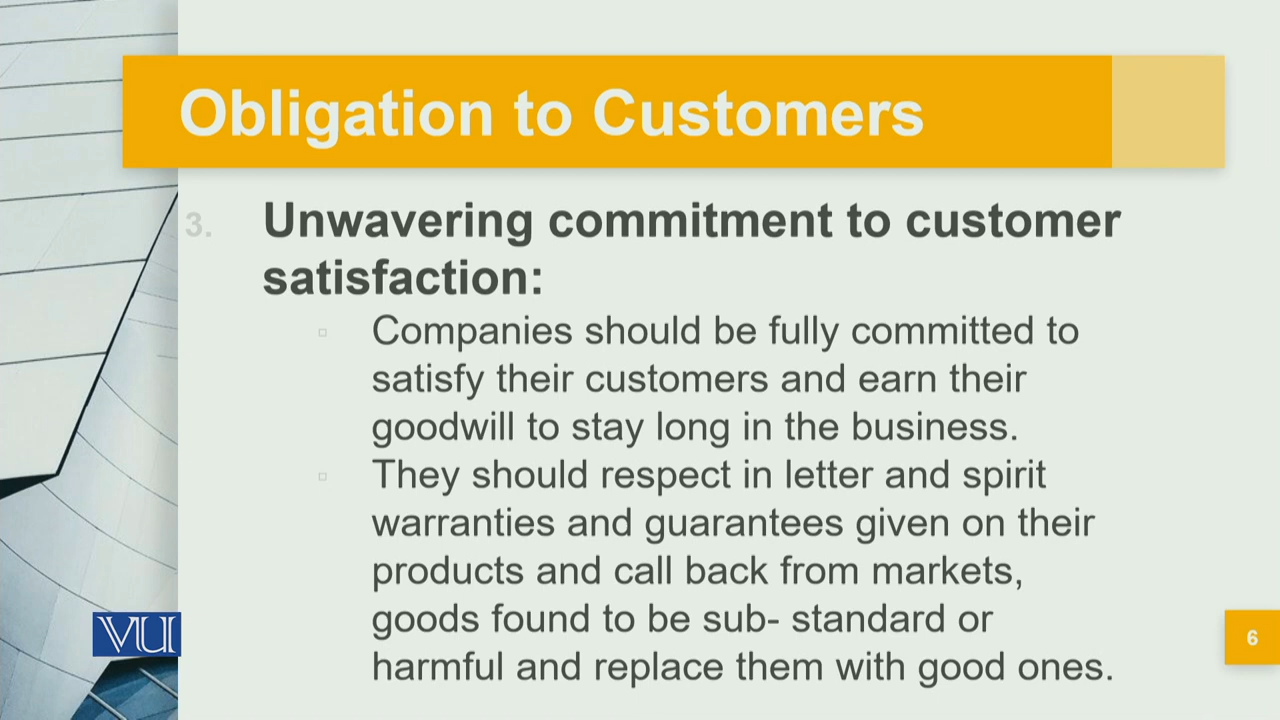 Obligation to Customers
3. Unwavering commitment to customer
satisfaction:
Companies should be fully committed to
satisfy their customers and earn their
goodwill to stay long in the business.
They should respect in letter and spirit
warranties and guarantees given on their
products and call back from markets,
goods found to be sub- standard or
harmful and replace them with good ones.
VU
6